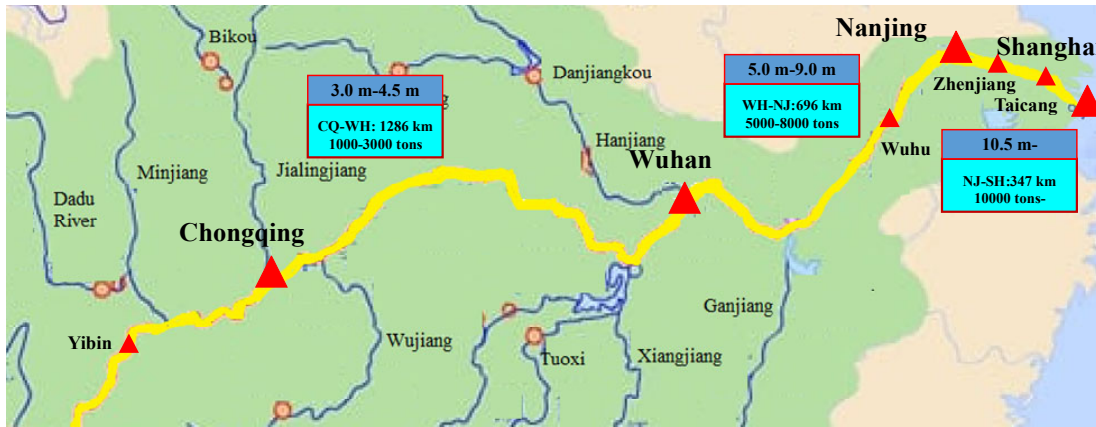 Nanjing
Bikou
Shangha
Danjiangkou
5.0 m-9.0 m
Zhenjiang
3.0 m-4.5 m
WH-NJ:696 km
5000-8000 tons
Taicang
CQ-WH: 1286 km
1000-3000 tons
Hanjiang
Wuhan
Wuhu
10.5 m-
NJ-SH:347 km
10000 tons-
Minjiang
Jialingjiang
Dadu
River
Chongqing
Ganjiang
Yibin
Wujiang
Tuoxi
Xiangjiang